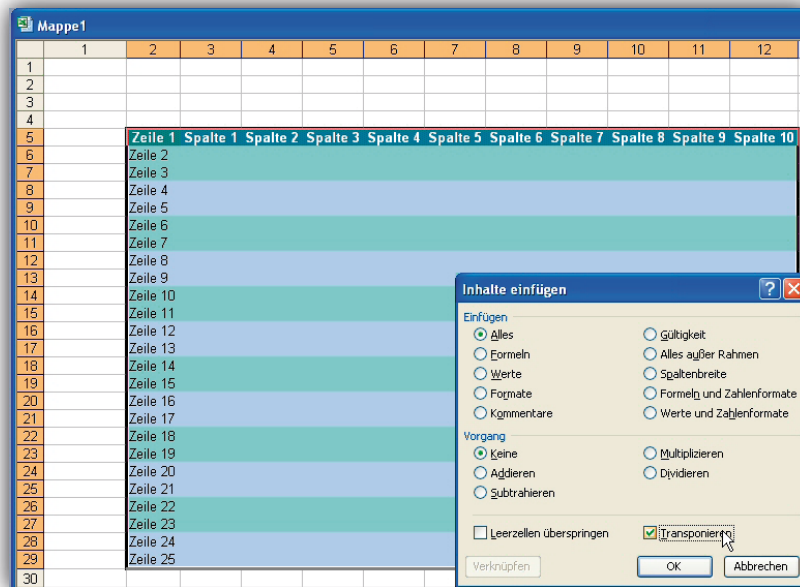 Mappe1
1 2 3 4 5 6 7 8 9 10 11 12
1
2
3
4
5 Zeile 1 Spalte 1 Spalte 2 Spalte 3 Spalte 4 Spalte 5 Spalte 6 Spalte 7 Spalte 8 Spalte 9 Spalte 10
6 Zeile 2
7 Zeile 3
8 Zeile 4
9 Zeile 5
10 Zeile 6
11 Zeile 7
12 Zeile 8
13 Zeile 9
14 Zeile 10
15 Zeile 11
16 Zeile 12
17 Zeile 13
18 Zeile 14
19 Zeile 15
20 Zeile 16
21 Zeile 17
22 Zeile 18
23 Zeile 19
24 Zeile 20
25 Zeile 21
26 Zeile 22
27 Zeile 23
28 Zeile 24
29 Zeile 25
30
Inhalte einfügen
Einfügen
Alles Gültigkeit
Formeln Alles außer Rahmen
Werte Spaltenbreite
Formate Formeln und Zahlenformate
Kommentare Werte und Zahlenformate
Vorgang
Keine Multiplizieren
Addieren Dividieren
Subtrahieren
Leerzellen überspringen Transponieren
Verknüpfen OK Abbrechen